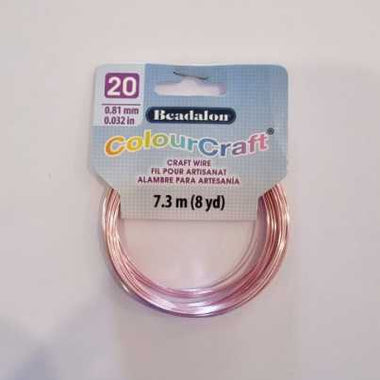 20
0.81 mm
0.032 in
Beadalon
ColourCraft®
CRAFT WIRE
FIL POUR ARTISANAT
ALAMBRE PARA ARTESANÍA
7.3 m (8 yd)